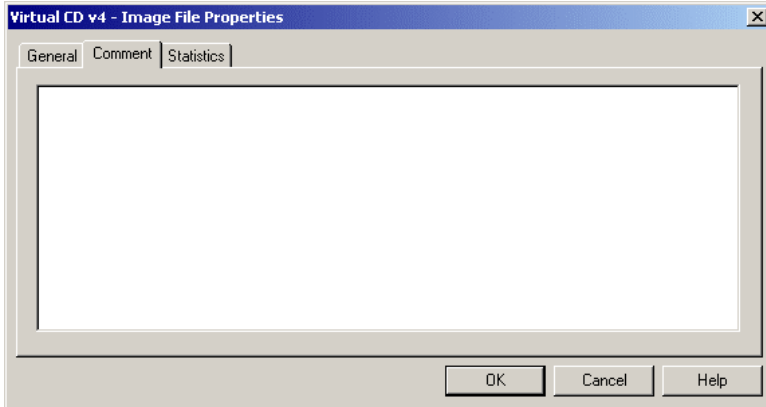 Virtual CD v4 - Image File Properties
General Comment Statistics
OK Cancel Help